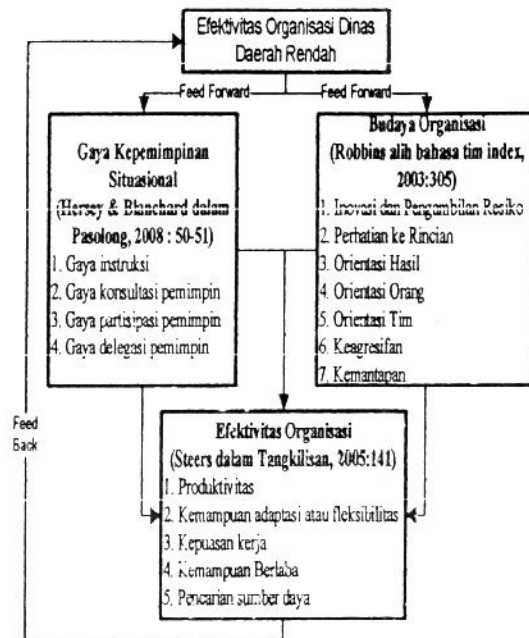 Efektivitas Organisasi Dinas
Daerah Rendah
Feed Forward
Feed Forward
Gaya Kepemimpinan
Situasional
(Hersey & Blanchard dalam
Pasolong, 2008 : 50-51)
1. Gaya instruksi
2. Gaya konsultasi pemimpin
3. Gaya partisipasi pemimpin
4. Gaya delegasi pemimpin
Budaya Organisasi
(Robbins alih bahasa tim index,
2003:305)
1. Inovasi dan Pengambilan Resiko
2. Perhatian ke Rincian
3. Orientasi Hasil
4. Orientasi Orang
5. Orientasi Tim
6. Keagresifan
7. Kemantapan
Feed
Back
Efektivitas Organisasi
(Steers dalam Tangkilisan, 2005:141)
1. Produktivitas
2. Kemampuan adaptasi atau fleksibilitas
3. Kepuasan kerja
4. Kemampuan Berlaba
5. Pencarian sumber daya